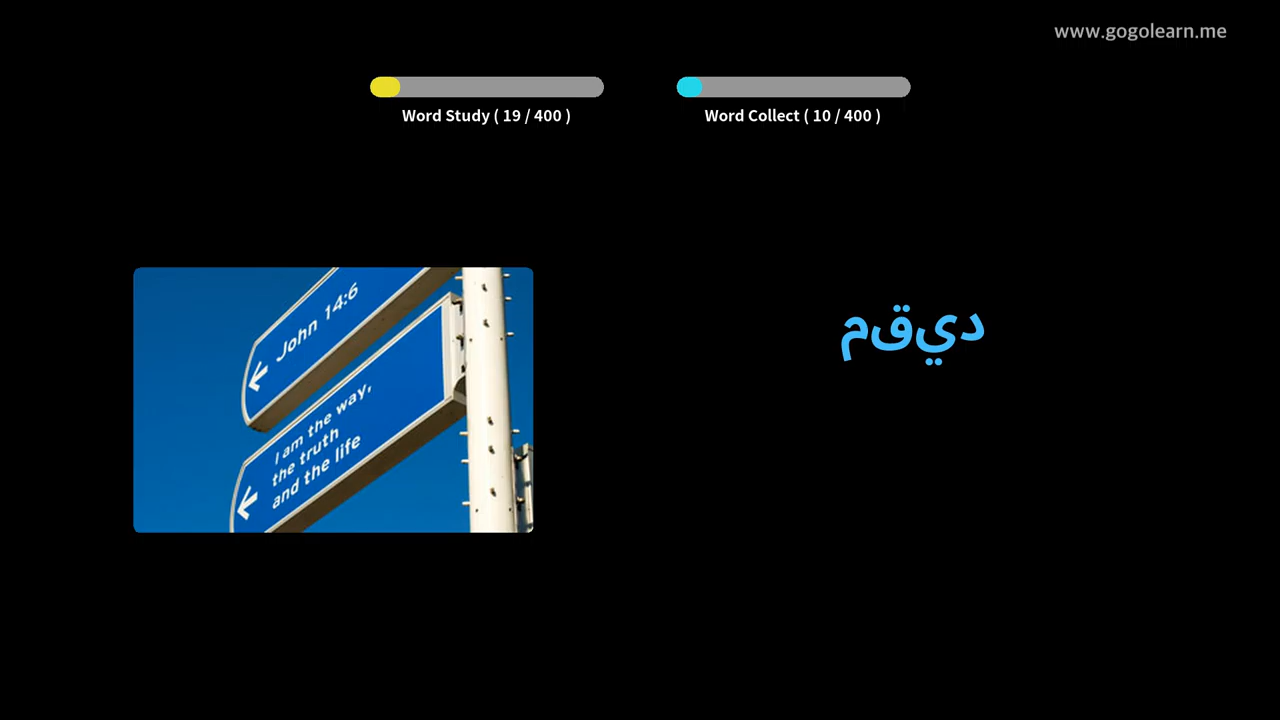 www.gogolearn.me
Word Study ( 19 / 400 )
Word Collect ( 10 / 400 )
John 14:6
I am the way,
the truth
and the life
ديقم